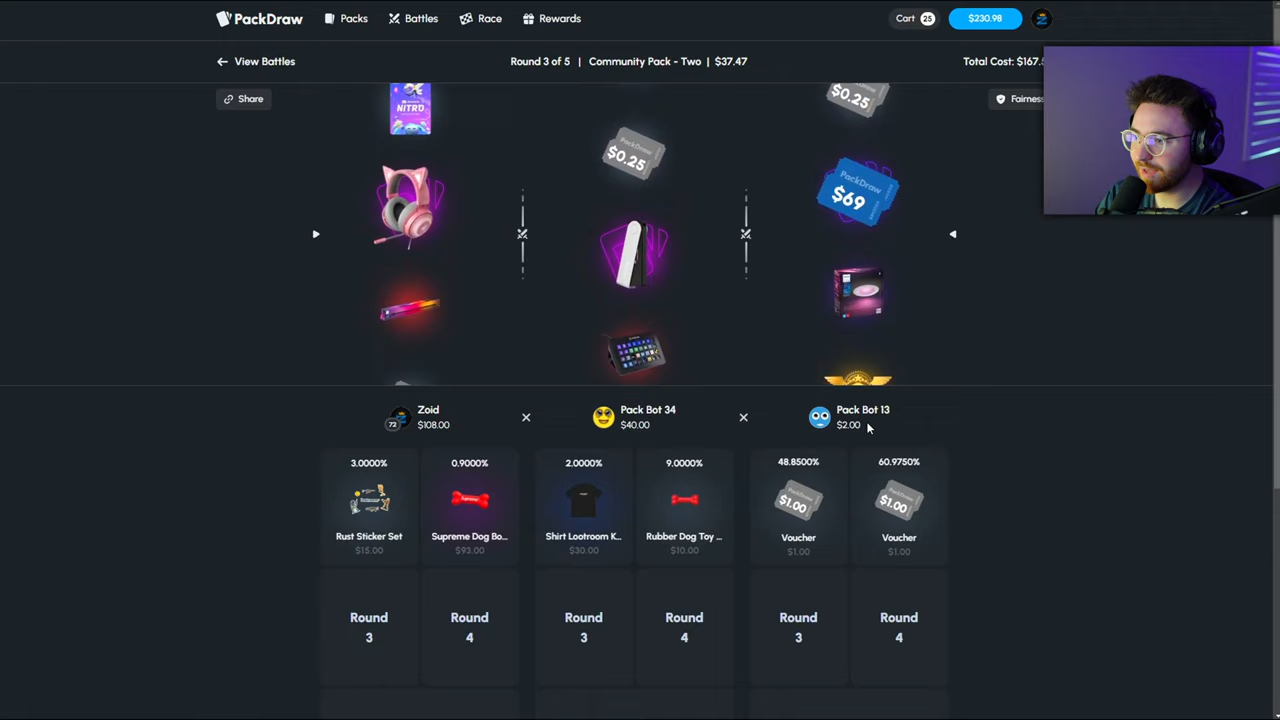 PackDraw
Packs
Battles
Race
Rewards
Cart 25
$230.98
View Battles
Round 3 of 5 | Community Pack - Two | $37.47
Total Cost: $167.5
Share
Fairness
NITRO
PackDraw
$0.25
$0.25
PackDraw
$69
Zoid
$108.00
72
Pack Bot 34
$40.00
Pack Bot 13
$2.00
3.0000%
0.9000%
2.0000%
9.0000%
48.8500%
60.9750%
Supreme
$1.00
$1.00
Rust Sticker Set
Supreme Dog Bo...
Shirt Lootroom K...
Rubber Dog Toy ...
Voucher
Voucher
$15.00
$93.00
$30.00
$10.00
$1.00
$1.00
Round
3
Round
4
Round
3
Round
4
Round
3
Round
4